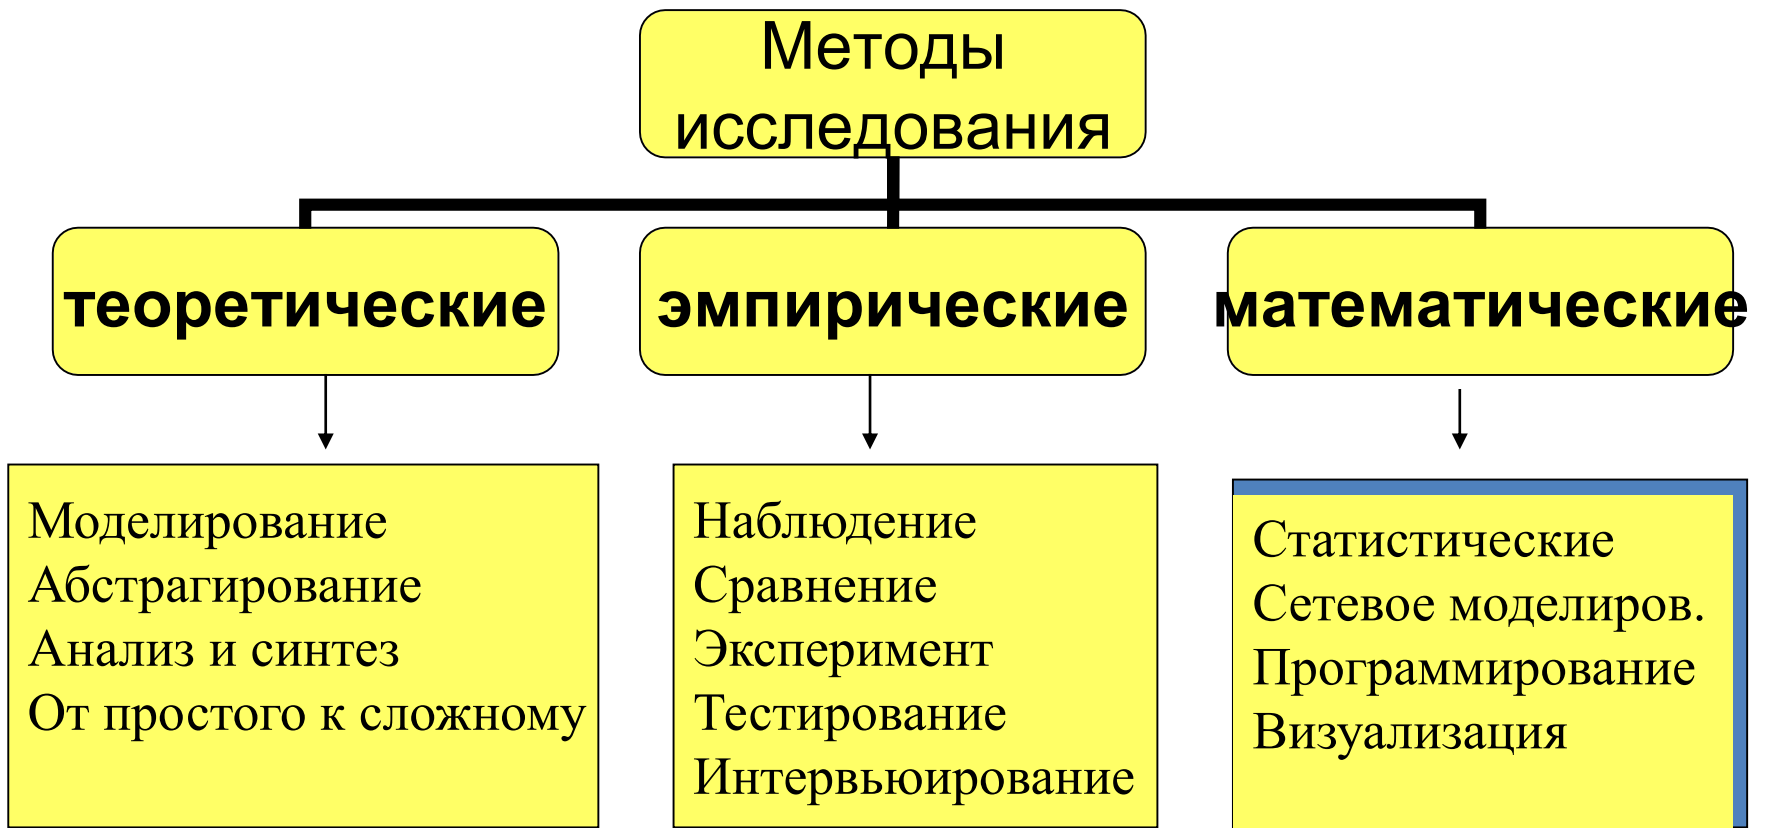 Методы
исследования
теоретические
эмпирические
математические
Моделирование
Абстрагирование
Анализ и синтез
От простого к сложному
Наблюдение
Сравнение
Эксперимент
Тестирование
Интервьюирование
Статистические
Сетевое моделиров.
Программирование
Визуализация